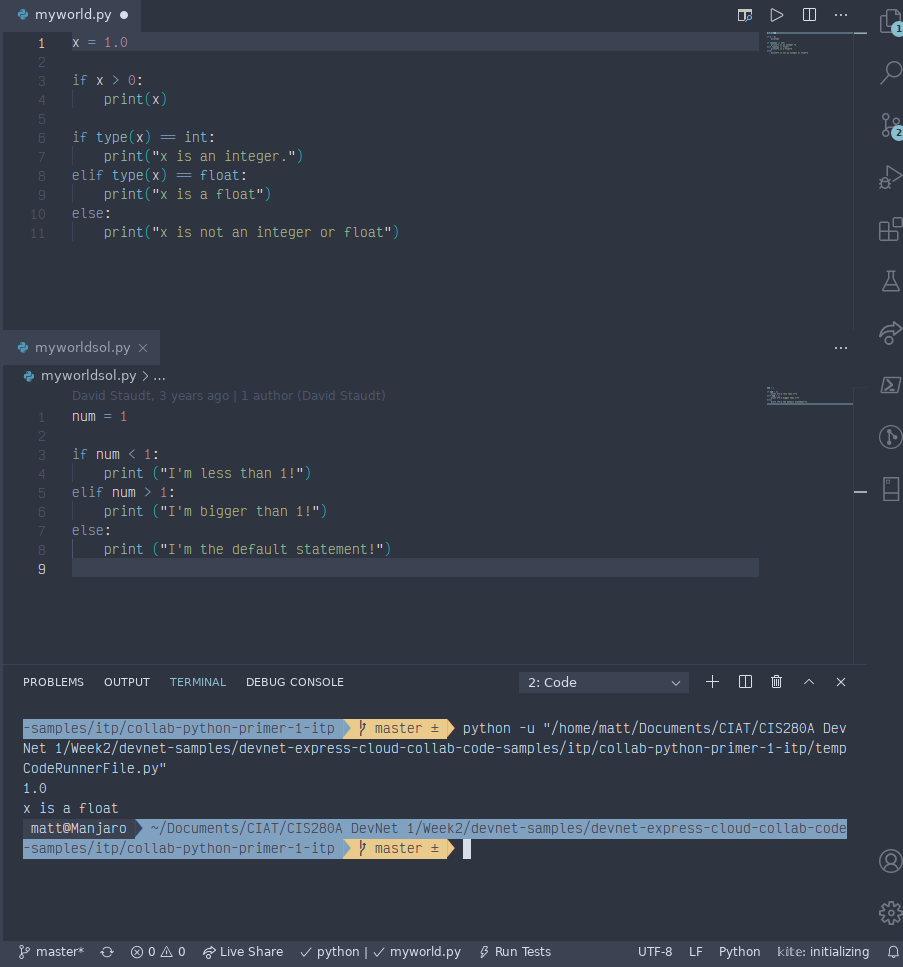 myworld.py
1 x = 1.0
2
3 if x > 0:
4 print(x)
5
6 if type(x) == int:
7 print("x is an integer.")
8 elif type(x) == float:
9 print("x is a float")
10 else:
11 print("x is not an integer or float")
1
2
myworldsol.py
myworldsol.py > ...
David Staudt, 3 years ago | 1 author (David Staudt)
1 num = 1
2
3 if num < 1:
4 print ("I'm less than 1!")
5 elif num > 1:
6 print ("I'm bigger than 1!")
7 else:
8 print ("I'm the default statement!")
9
PROBLEMS OUTPUT TERMINAL DEBUG CONSOLE 2: Code
-samples/itp/collab-python-primer-1-itp master ± python -u "/home/matt/Documents/CIAT/CIS280A Dev
Net 1/Week2/devnet-samples/devnet-express-cloud-collab-code-samples/itp/collab-python-primer-1-itp/temp
CodeRunnerFile.py"
1.0
x is a float
matt@Manjaro ~/Documents/CIAT/CIS280A DevNet 1/Week2/devnet-samples/devnet-express-cloud-collab-code
-samples/itp/collab-python-primer-1-itp master ±
master* 0 0 Live Share python | myworld.py Run Tests UTF-8 LF Python kite: initializing